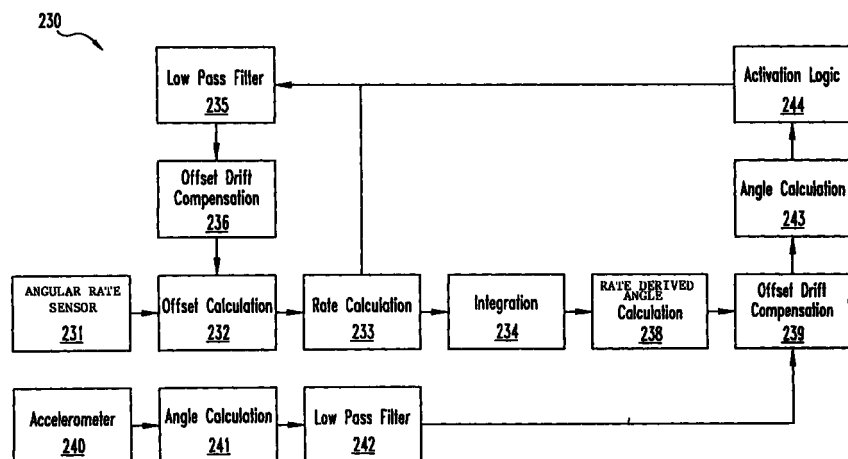 230
Low Pass Filter
235
Activation Logic
244
Offset Drift
Compensation
236
Angle Calculation
243
ANGULAR RATE
SENSOR
231
Offset Calculation
232
Rate Calculation
233
Integration
234
RATE DERIVED
ANGLE
Calculation
238
Offset Drift
Compensation
239
Accelerometer
240
Angle Calculation
241
Low Pass Filter
242